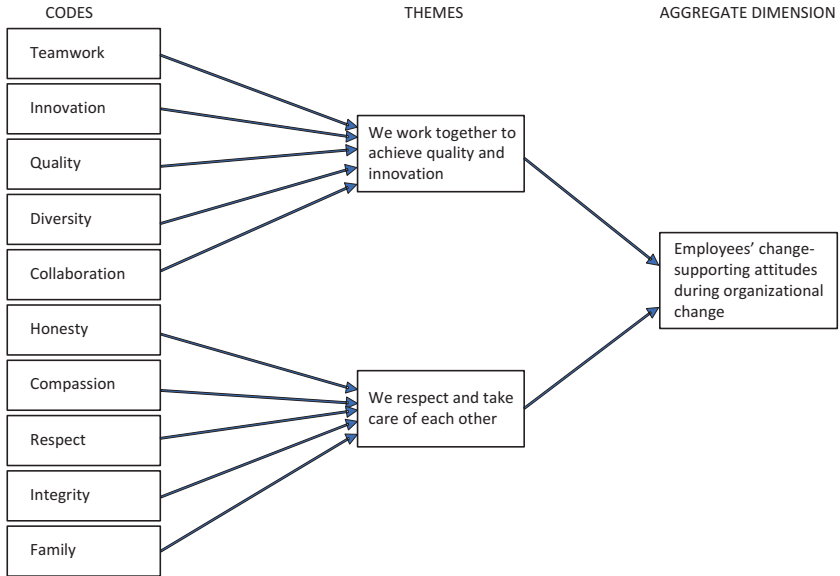 CODES
THEMES
AGGREGATE DIMENSION
Teamwork
Innovation
Quality
Diversity
Collaboration
Honesty
Compassion
Respect
Integrity
Family
We work together to
achieve quality and
innovation
We respect and take
care of each other
Employees’ change-
supporting attitudes
during organizational
change